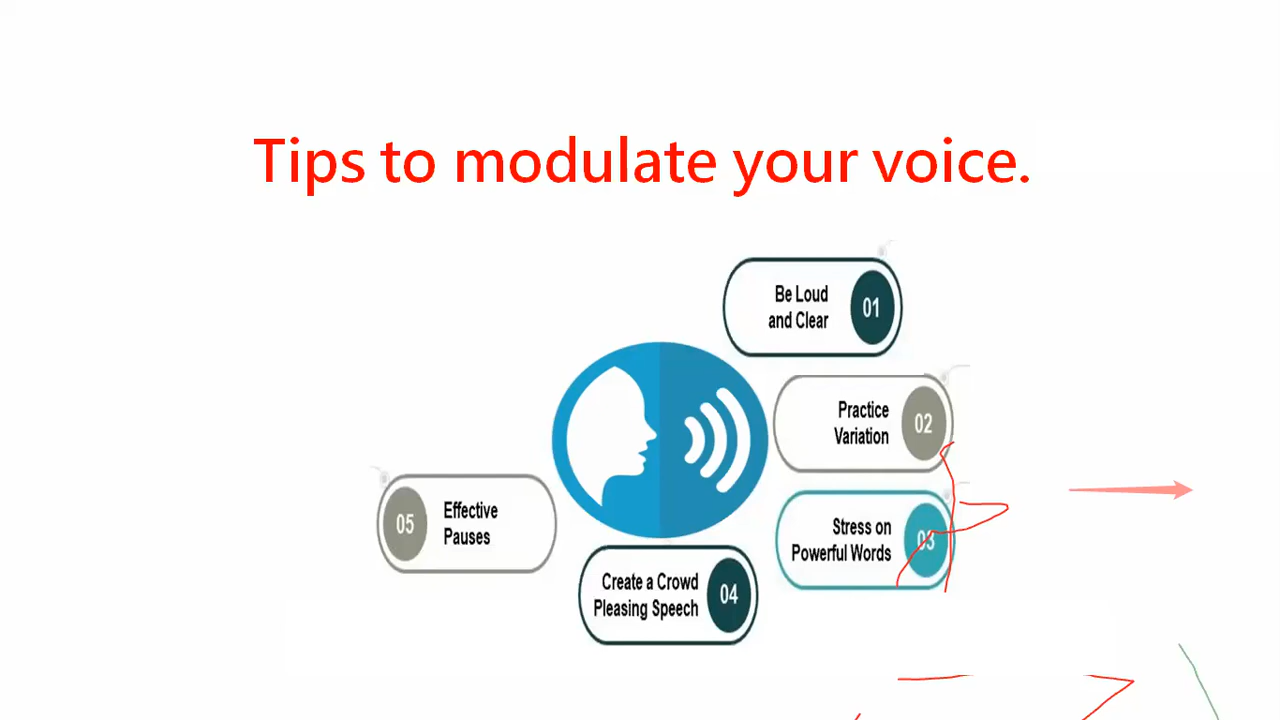 Tips to modulate your voice.
Be Loud
and Clear
01
Practice
Variation
02
Stress on
Powerful Words
03
Create a Crowd
Pleasing Speech
04
05
Effective
Pauses